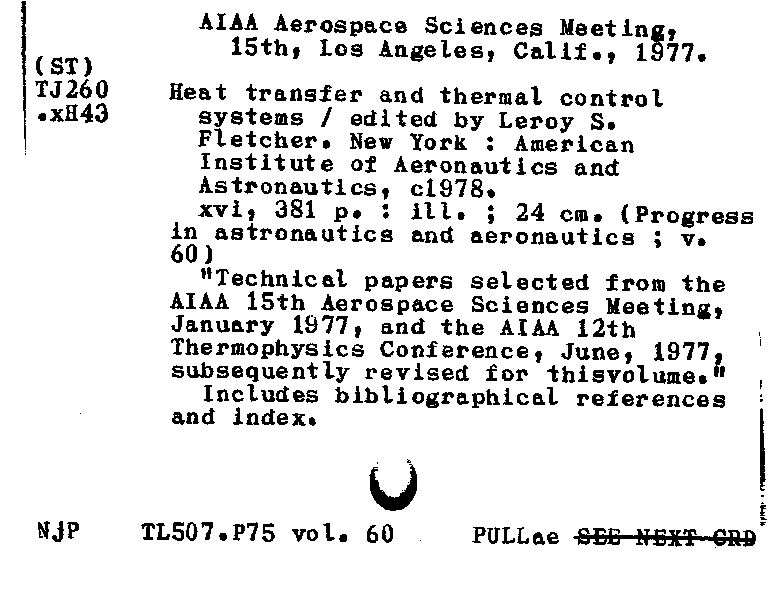 AIAA Aerospace Sciences Meeting,
15th, Los Angeles, Calif., 1977.
(ST)
TJ260
.xH43
Heat transfer and thermal control
systems / edited by Leroy S.
Fletcher. New York : American
Institute of Aeronautics and
Astronautics, c1978.
xvi, 381 p. : ill. ; 24 cm. (Progress
in astronautics and aeronautics ; v.
60)
"Technical papers selected from the
AIAA 15th Aerospace Sciences Meeting,
January 1977, and the AIAA 12th
Thermophysics Conference, June, 1977,
subsequently revised for thisvolume."
Includes bibliographical references
and index.
NjP TL507.P75 vol. 60 PULLae SEE NEXT CRD